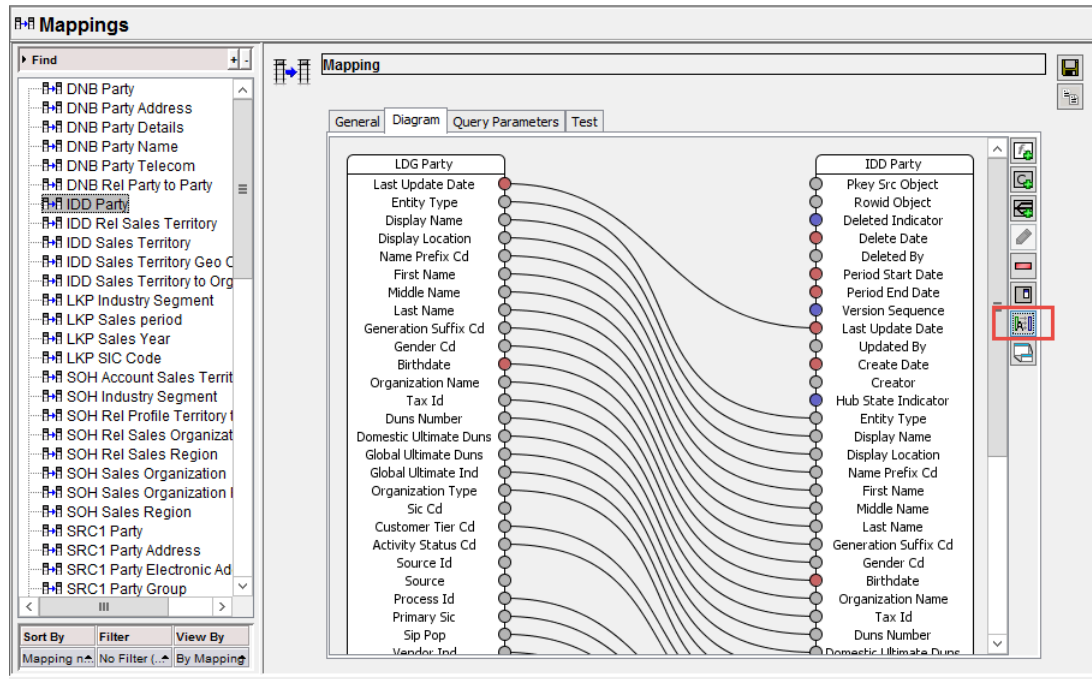 Mappings
Find
+ -
DNB Party
DNB Party Address
DNB Party Details
DNB Party Name
DNB Party Telecom
DNB Rel Party to Party
IDD Party
IDD Rel Sales Territory
IDD Sales Territory
IDD Sales Territory Geo C
IDD Sales Territory to Org
LKP Industry Segment
LKP Sales period
LKP Sales Year
LKP SIC Code
SOH Account Sales Territ
SOH Industry Segment
SOH Rel Profile Territory t
SOH Rel Sales Organizat
SOH Rel Sales Region
SOH Sales Organization
SOH Sales Organization I
SOH Sales Region
SRC1 Party
SRC1 Party Address
SRC1 Party Electronic Ad
SRC1 Party Group
Sort By Filter View By
Mapping n... No Filter (... By Mapping
Mapping
General Diagram Query Parameters Test
LDG Party
Last Update Date
Entity Type
Display Name
Display Location
Name Prefix Cd
First Name
Middle Name
Last Name
Generation Suffix Cd
Gender Cd
Birthdate
Organization Name
Tax Id
Duns Number
Domestic Ultimate Duns
Global Ultimate Duns
Global Ultimate Ind
Organization Type
Sic Cd
Customer Tier Cd
Activity Status Cd
Source Id
Source
Process Id
Primary Sic
Sip Pop
Vendor Ind
IDD Party
Pkey Src Object
Rowid Object
Deleted Indicator
Delete Date
Deleted By
Period Start Date
Period End Date
Version Sequence
Last Update Date
Updated By
Create Date
Creator
Hub State Indicator
Entity Type
Display Name
Display Location
Name Prefix Cd
First Name
Middle Name
Last Name
Generation Suffix Cd
Gender Cd
Birthdate
Organization Name
Tax Id
Duns Number
Domestic Ultimate Duns